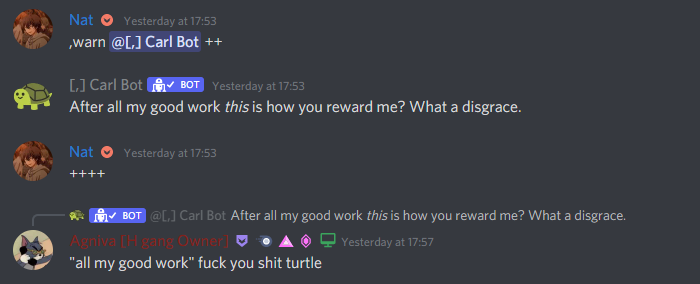 Nat Yesterday at 17:53
,warn @[,] Carl Bot ++
[,] Carl Bot BOT Yesterday at 17:53
After all my good work this is how you reward me? What a disgrace.
Nat Yesterday at 17:53
++++
BOT @[,] Carl Bot After all my good work this is how you reward me? What a disgrace.
Agniva [H gang Owner] Yesterday at 17:57
"all my good work" fuck you shit turtle